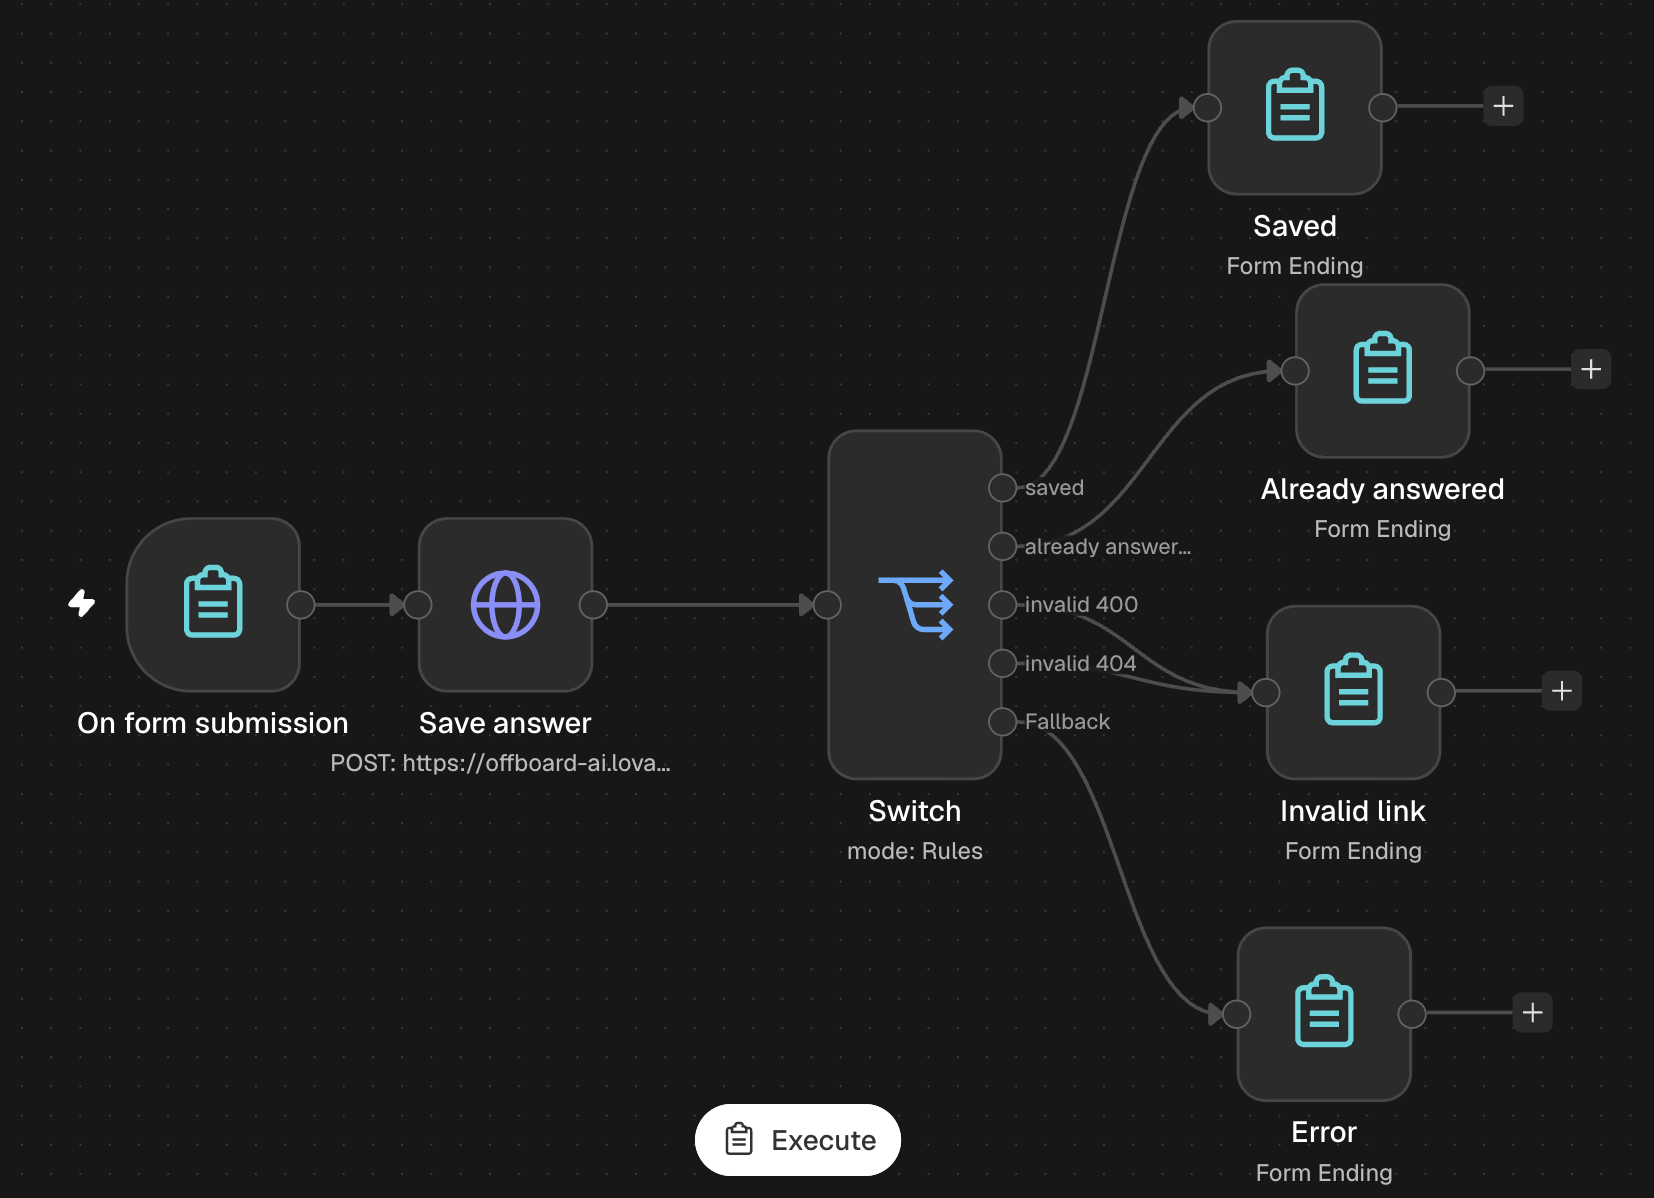 Saved
Form Ending
Already answered
Form Ending
saved
already answer...
invalid 400
invalid 404
Fallback
On form submission
Save answer
POST: https://offboard-ai.lova...
Switch
mode: Rules
Invalid link
Form Ending
Error
Form Ending
Execute